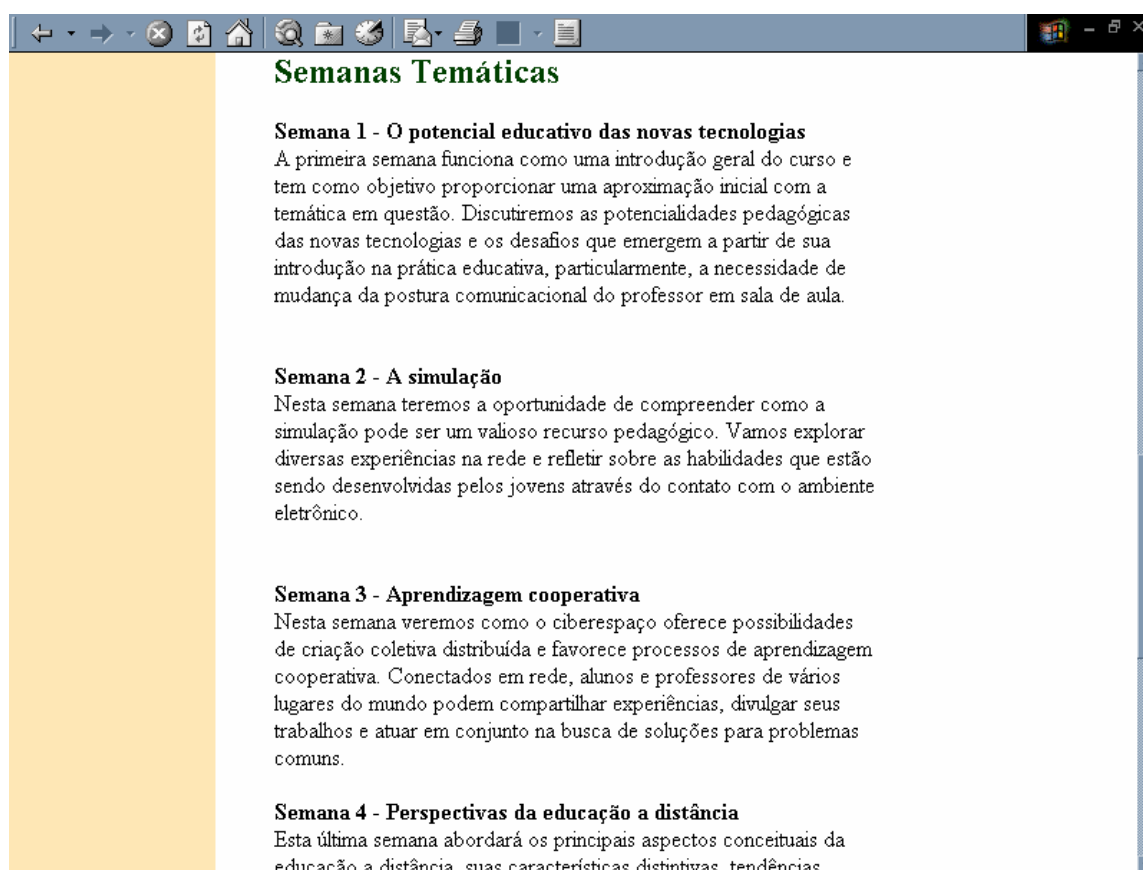 Semanas Temáticas
Semana 1 - O potencial educativo das novas tecnologias
A primeira semana funciona como uma introdução geral do curso e
tem como objetivo proporcionar uma aproximação inicial com a
temática em questão. Discutiremos as potencialidades pedagógicas
das novas tecnologias e os desafios que emergem a partir de sua
introdução na prática educativa, particularmente, a necessidade de
mudança da postura comunicacional do professor em sala de aula.
Semana 2 - A simulação
Nesta semana teremos a oportunidade de compreender como a
simulação pode ser um valioso recurso pedagógico. Vamos explorar
diversas experiências na rede e refletir sobre as habilidades que estão
sendo desenvolvidas pelos jovens através do contato com o ambiente
eletrônico.
Semana 3 - Aprendizagem cooperativa
Nesta semana veremos como o ciberespaço oferece possibilidades
de criação coletiva distribuída e favorece processos de aprendizagem
cooperativa. Conectados em rede, alunos e professores de vários
lugares do mundo podem compartilhar experiências, divulgar seus
trabalhos e atuar em conjunto na busca de soluções para problemas
comuns.
Semana 4 - Perspectivas da educação a distância
Esta última semana abordará os principais aspectos conceituais da
educação a distância, suas características distintivas, tendências